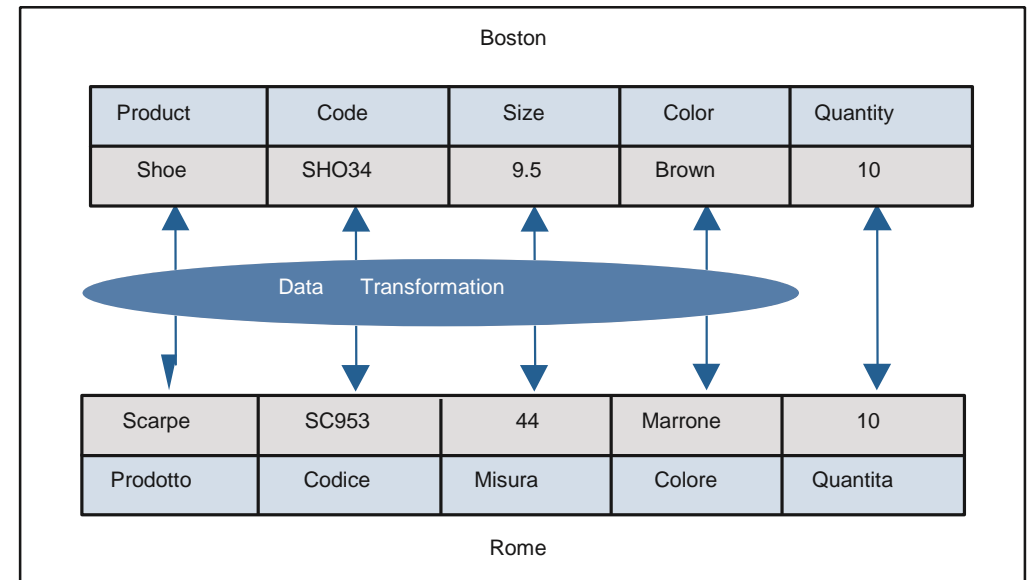 Boston
Product Code Size Color Quantity
Shoe SHO34 9.5 Brown 10
Data Transformation
Scarpe SC953 44 Marrone 10
Prodotto Codice Misura Colore Quantita
Rome